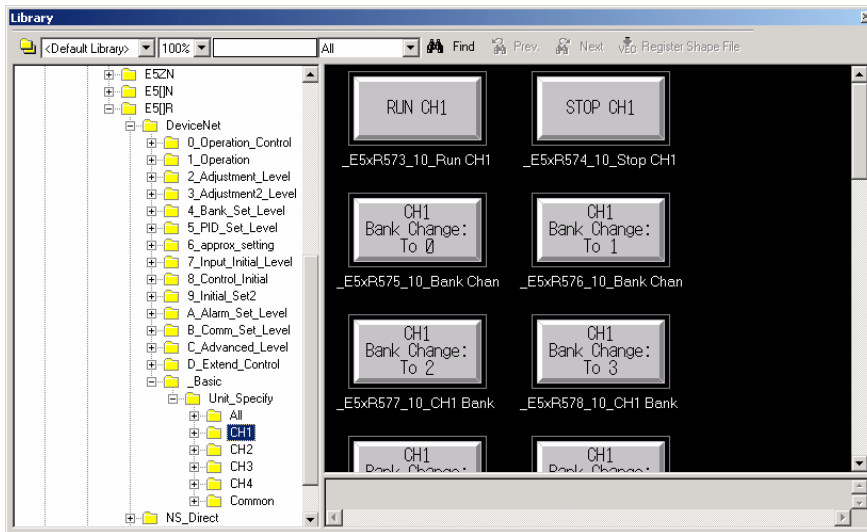 Library
<Default Library> 100% All Find Prev. Next Register Shape File
E5ZN
E5[]N
E5[]R
DeviceNet
0_Operation_Control
1_Operation
2_Adjustment_Level
3_Adjustment2_Level
4_Bank_Set_Level
5_PID_Set_Level
6_approx_setting
7_Input_Initial_Level
8_Control_Initial
9_Initial_Set2
A_Alarm_Set_Level
B_Comm_Set_Level
C_Advanced_Level
D_Extend_Control
_Basic
Unit_Specify
All
CH1
CH2
CH3
CH4
Common
NS_Direct
RUN CH1
_E5xR573_10_Run CH1
STOP CH1
_E5xR574_10_Stop CH1
CH1
Bank Change:
To 0
_E5xR575_10_Bank Chan
CH1
Bank Change:
To 1
_E5xR576_10_Bank Chan
CH1
Bank Change:
To 2
_E5xR577_10_CH1 Bank
CH1
Bank Change:
To 3
_E5xR578_10_CH1 Bank
CH1
Bank Change:
CH1
Bank Change: